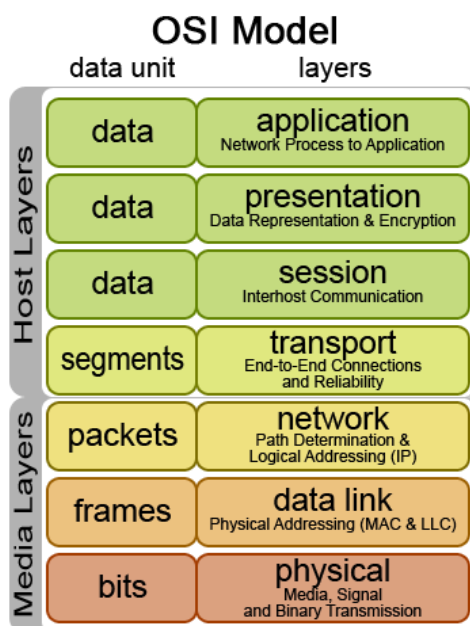 OSI Model
data unit layers
Host Layers
data application
Network Process to Application
data presentation
Data Representation & Encryption
data session
Interhost Communication
segments transport
End-to-End Connections
and Reliability
Media Layers
packets network
Path Determination &
Logical Addressing (IP)
frames data link
Physical Addressing (MAC & LLC)
bits physical
Media, Signal
and Binary Transmission